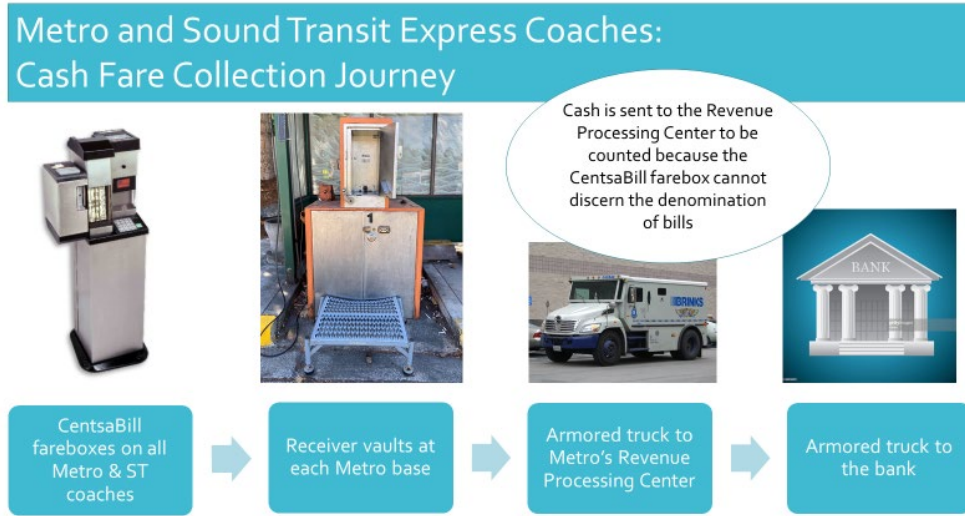 Metro and Sound Transit Express Coaches:
Cash Fare Collection Journey
Cash is sent to the Revenue
Processing Center to be
counted because the
CentsaBill farebox cannot
discern the denomination
of bills
1
BRINKS
BANK
CentsaBill
fareboxes on all
Metro & ST
coaches
Receiver vaults at
each Metro base
Armored truck to
Metro's Revenue
Processing Center
Armored truck to
the bank